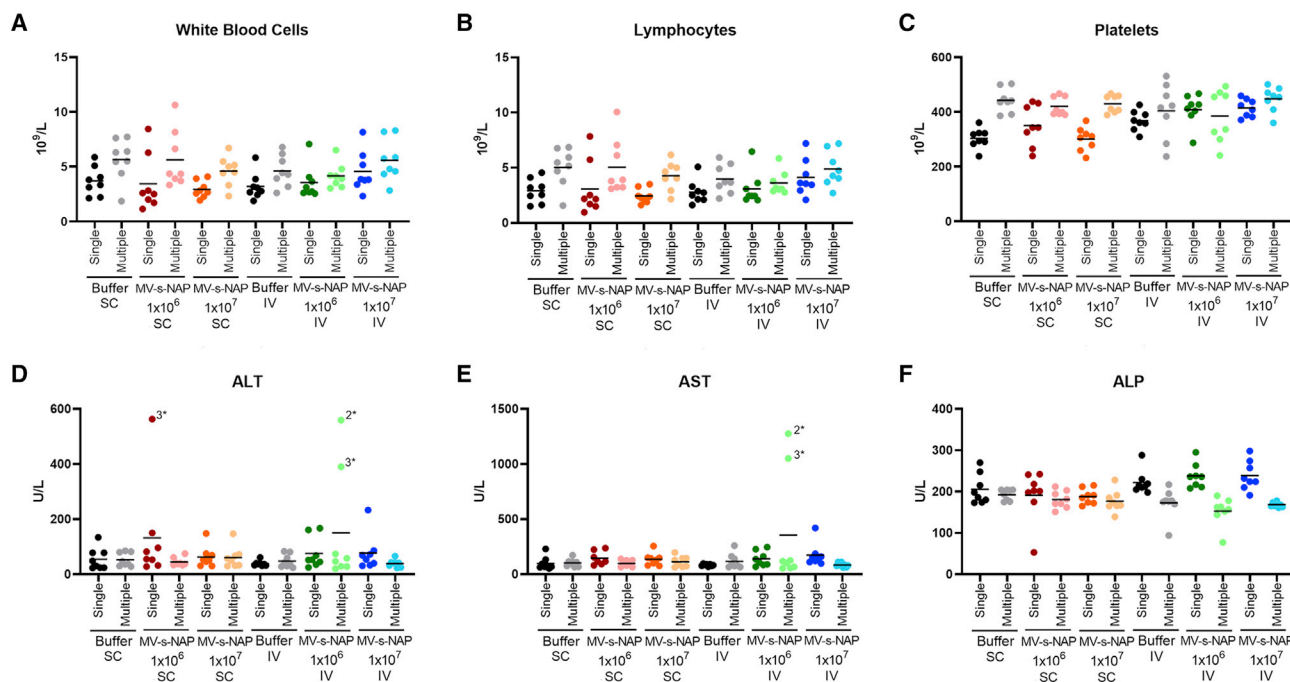 A
White Blood Cells
10⁹/L
15
10
5
0
Single
Multiple
Single
Multiple
Single
Multiple
Single
Multiple
Single
Multiple
Single
Multiple
Buffer SC
MV-s-NAP 1x10⁶ SC
MV-s-NAP 1x10⁷ SC
Buffer IV
MV-s-NAP 1x10⁶ IV
MV-s-NAP 1x10⁷ IV
B
Lymphocytes
10⁹/L
15
10
5
0
Single
Multiple
Single
Multiple
Single
Multiple
Single
Multiple
Single
Multiple
Single
Multiple
Buffer SC
MV-s-NAP 1x10⁶ SC
MV-s-NAP 1x10⁷ SC
Buffer IV
MV-s-NAP 1x10⁶ IV
MV-s-NAP 1x10⁷ IV
C
Platelets
10⁹/L
600
400
200
0
Single
Multiple
Single
Multiple
Single
Multiple
Single
Multiple
Single
Multiple
Single
Multiple
Buffer SC
MV-s-NAP 1x10⁶ SC
MV-s-NAP 1x10⁷ SC
Buffer IV
MV-s-NAP 1x10⁶ IV
MV-s-NAP 1x10⁷ IV
D
ALT
U/L
600
400
200
0
3*
2*
3*
Single
Multiple
Single
Multiple
Single
Multiple
Single
Multiple
Single
Multiple
Single
Multiple
Buffer SC
MV-s-NAP 1x10⁶ SC
MV-s-NAP 1x10⁷ SC
Buffer IV
MV-s-NAP 1x10⁶ IV
MV-s-NAP 1x10⁷ IV
E
AST
U/L
1500
1000
500
0
2*
3*
Single
Multiple
Single
Multiple
Single
Multiple
Single
Multiple
Single
Multiple
Single
Multiple
Buffer SC
MV-s-NAP 1x10⁶ SC
MV-s-NAP 1x10⁷ SC
Buffer IV
MV-s-NAP 1x10⁶ IV
MV-s-NAP 1x10⁷ IV
F
ALP
U/L
400
300
200
100
0
Single
Multiple
Single
Multiple
Single
Multiple
Single
Multiple
Single
Multiple
Single
Multiple
Buffer SC
MV-s-NAP 1x10⁶ SC
MV-s-NAP 1x10⁷ SC
Buffer IV
MV-s-NAP 1x10⁶ IV
MV-s-NAP 1x10⁷ IV